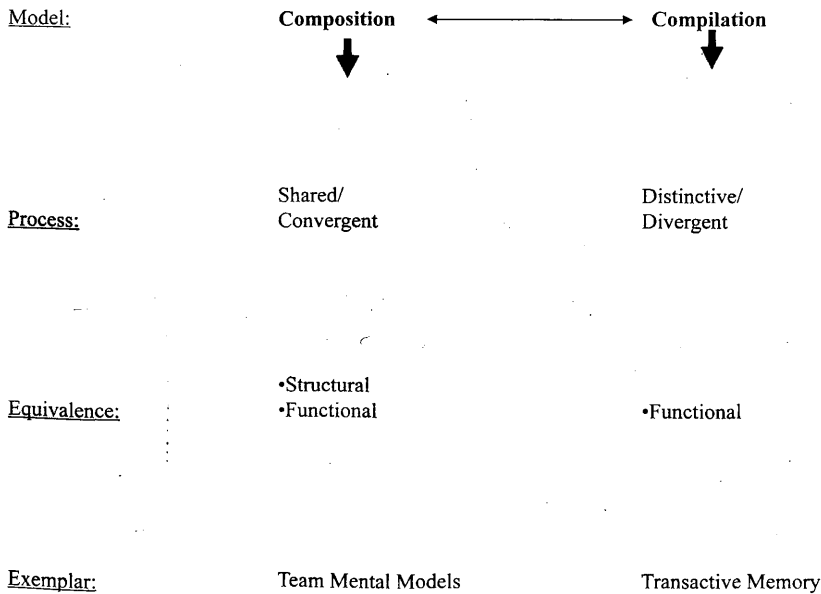 Model: Composition Compilation
Shared/ Distinctive/
Process: Convergent Divergent
•Structural
Equivalence: •Functional •Functional
Exemplar: Team Mental Models Transactive Memory